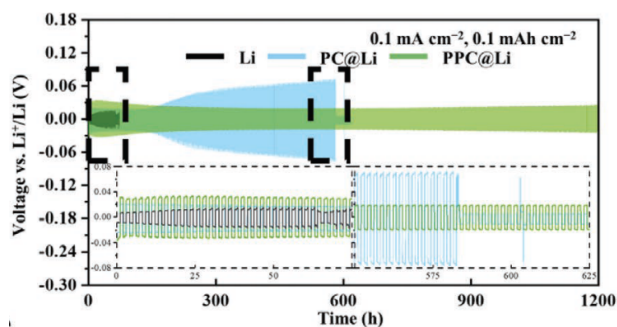 0.18
0.12
0.06
0.00
-0.06
-0.12
-0.18
-0.24
-0.30
Voltage vs. Li⁺/Li (V)
0.1 mA cm⁻², 0.1 mAh cm⁻²
Li PC@Li PPC@Li
0.08
0.04
0.00
-0.04
-0.08
0 25 50 575 600 625
0 300 600 900 1200
Time (h)